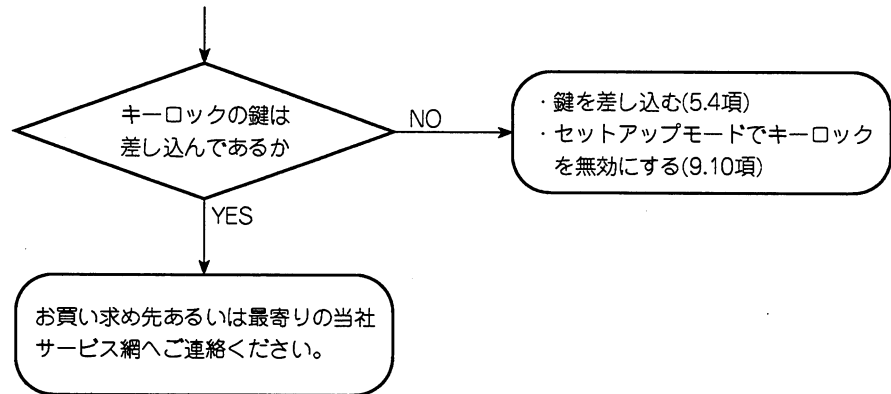 キーロックの鍵は
差し込んであるか
NO
・鍵を差し込む(5.4項)
・セットアップモードでキーロック
を無効にする(9.10項)
YES
お買い求め先あるいは最寄りの当社
サービス網へご連絡ください。